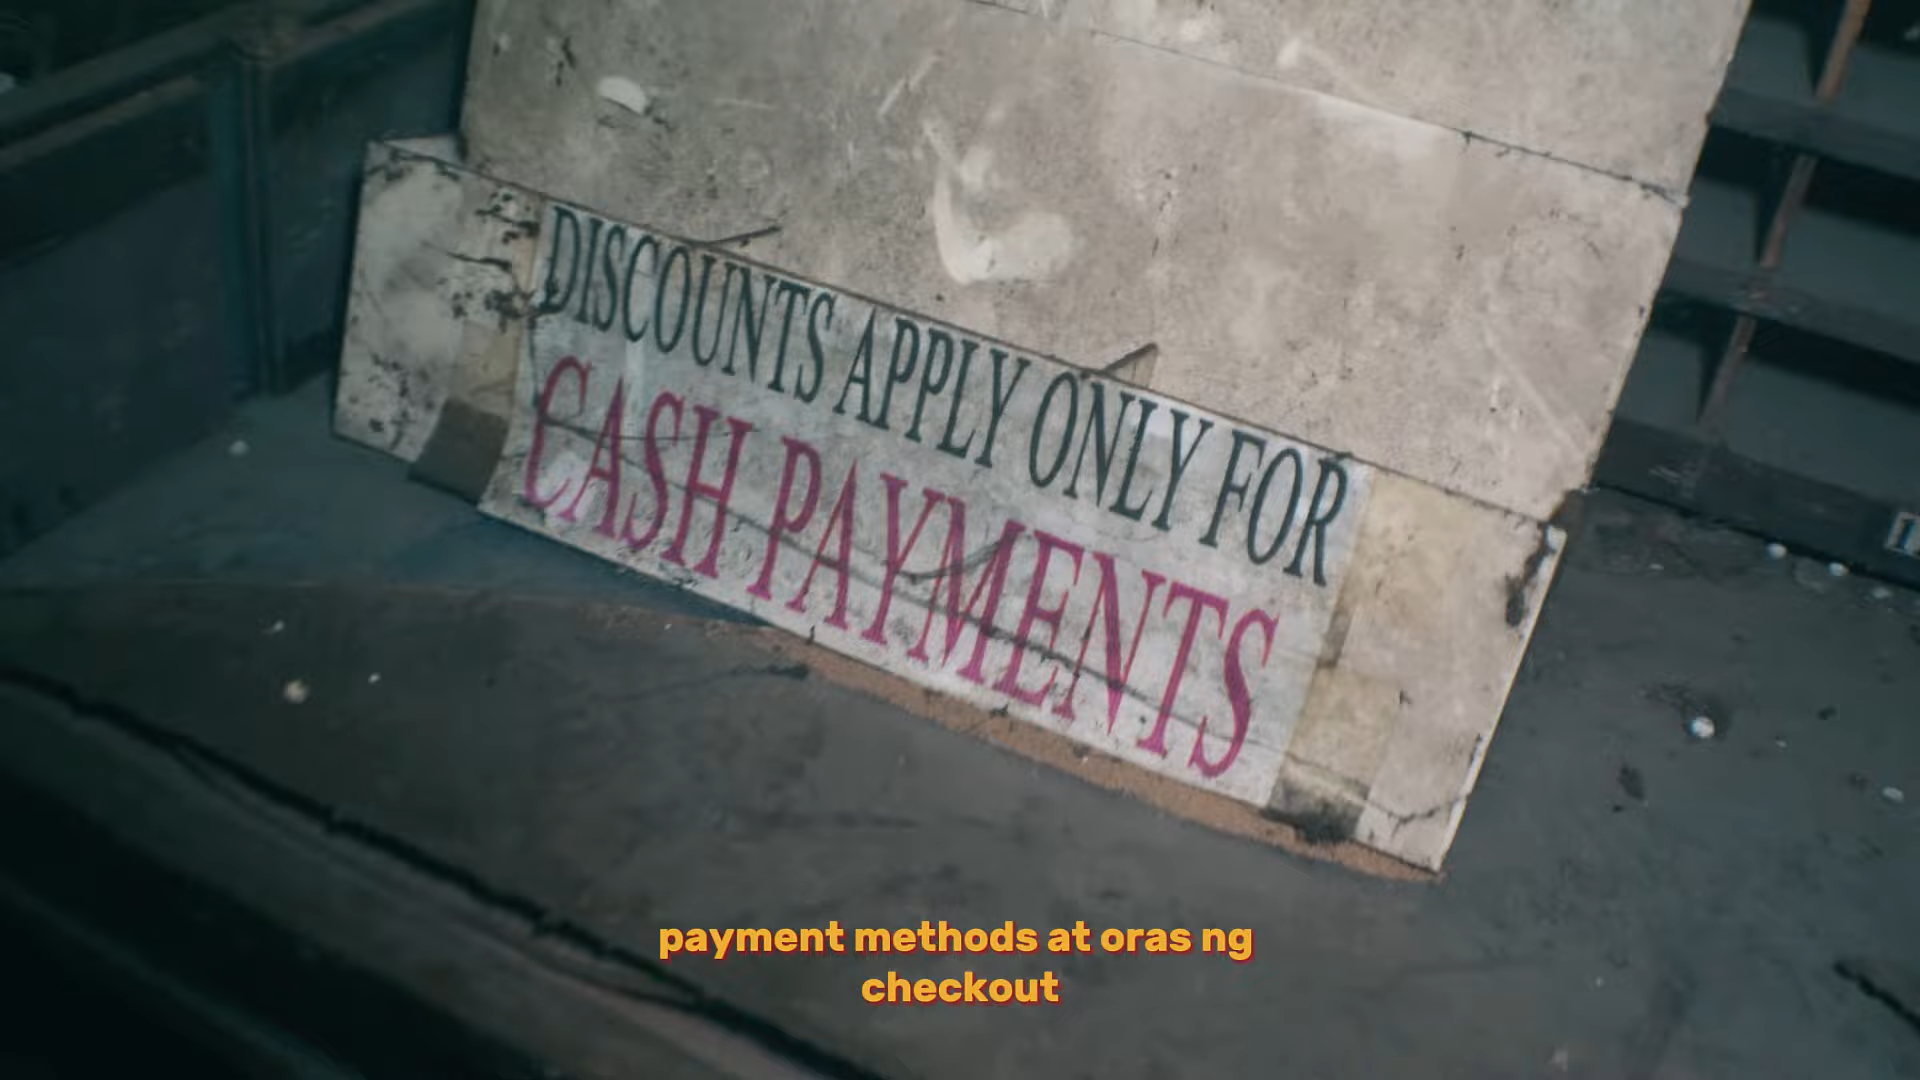 DISCOUNTS APPLY ONLY FOR
CASH PAYMENTS
payment methods at oras ng
checkout